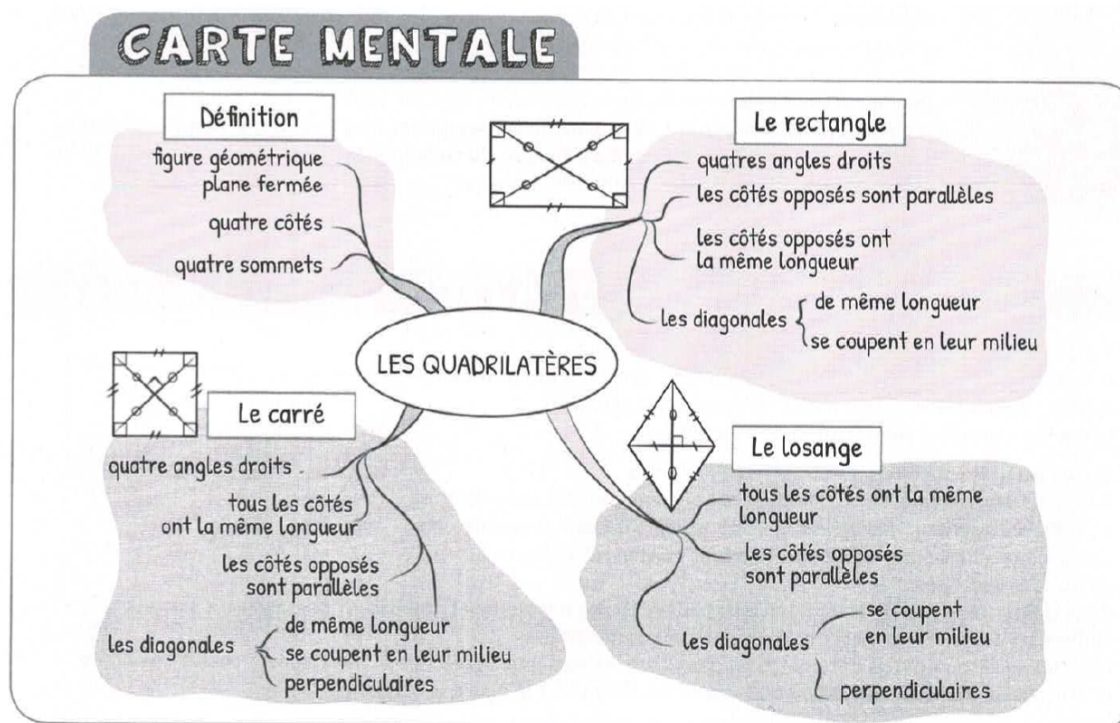 CARTE MENTALE
Définition
figure géométrique
plane fermée
quatre côtés
quatre sommets
Le rectangle
quatres angles droits
les côtés opposés sont parallèles
les côtés opposés ont
la même longueur
les diagonales
de même longueur
se coupent en leur milieu
LES QUADRILATÈRES
Le carré
quatre angles droits
tous les côtés
ont la même longueur
les côtés opposés
sont parallèles
les diagonales
de même longueur
se coupent en leur milieu
perpendiculaires
Le losange
tous les côtés ont la même
longueur
les côtés opposés
sont parallèles
les diagonales
se coupent
en leur milieu
perpendiculaires